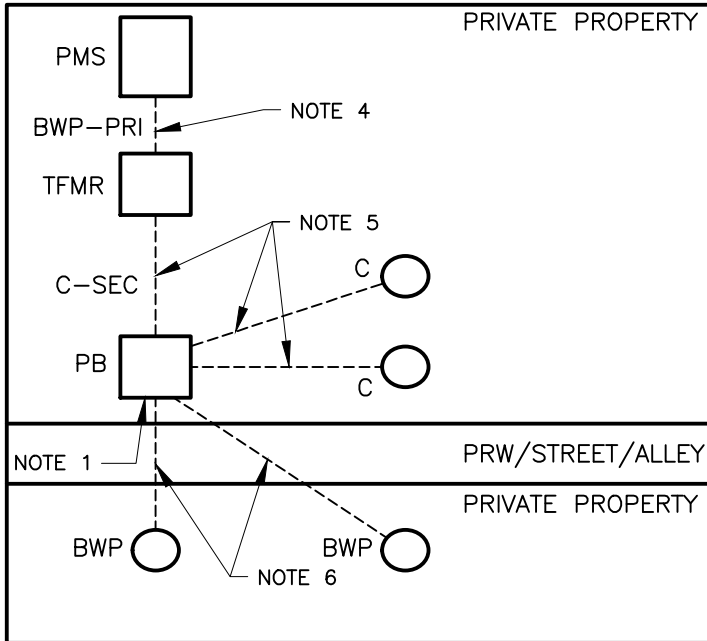 PRIVATE PROPERTY
PMS
NOTE 4
BWP-PRI
TFMR
NOTE 5
C
C-SEC
PB
C
PRW/STREET/ALLEY
NOTE 1
PRIVATE PROPERTY
BWP
BWP
NOTE 6